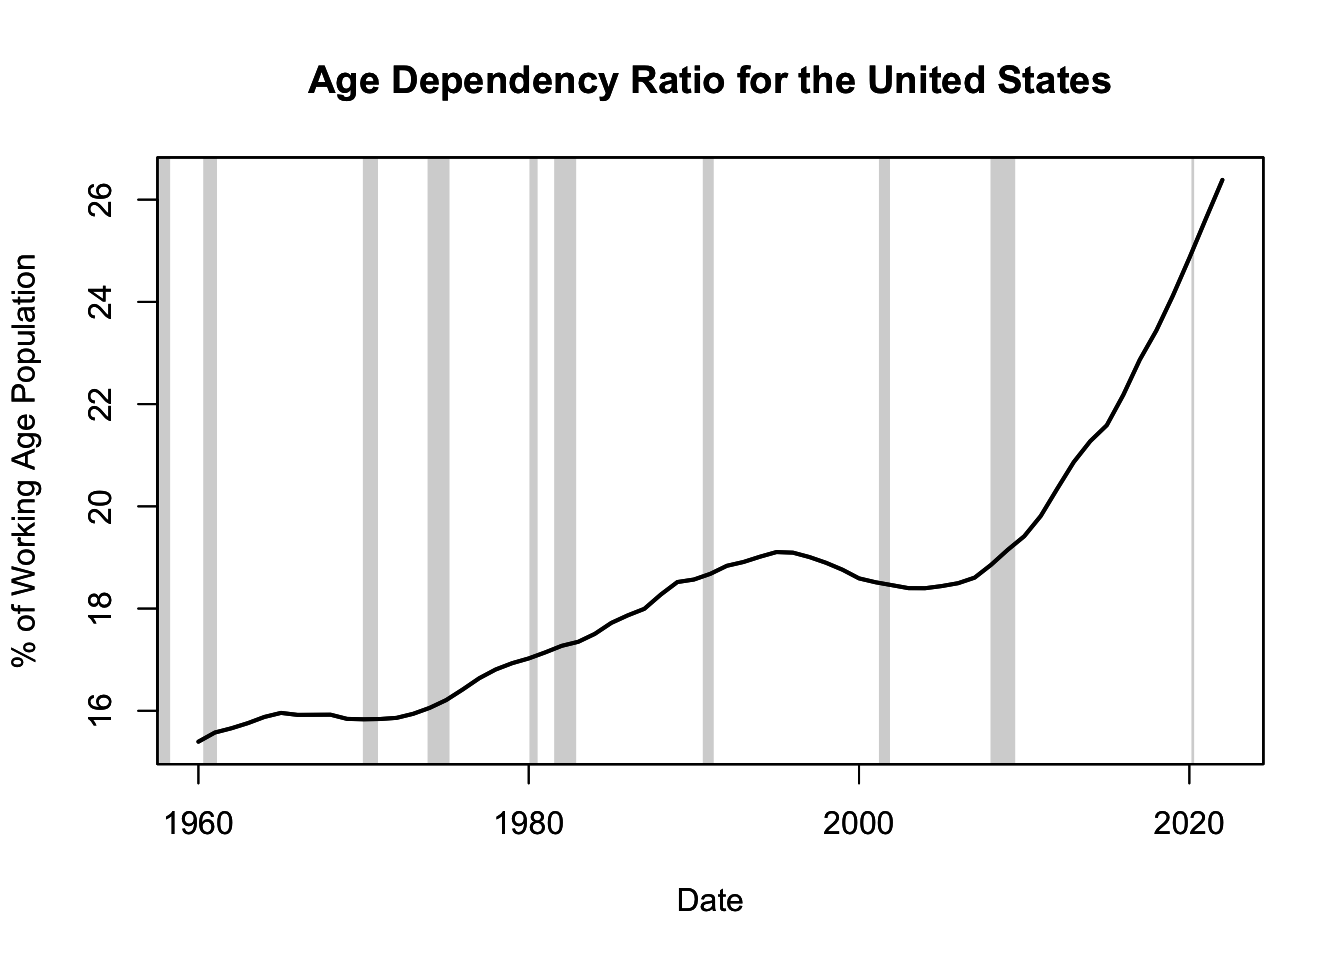 Age Dependency Ratio for the United States
% of Working Age Population
26
24
22
20
18
16
1960 1980 2000 2020
Date